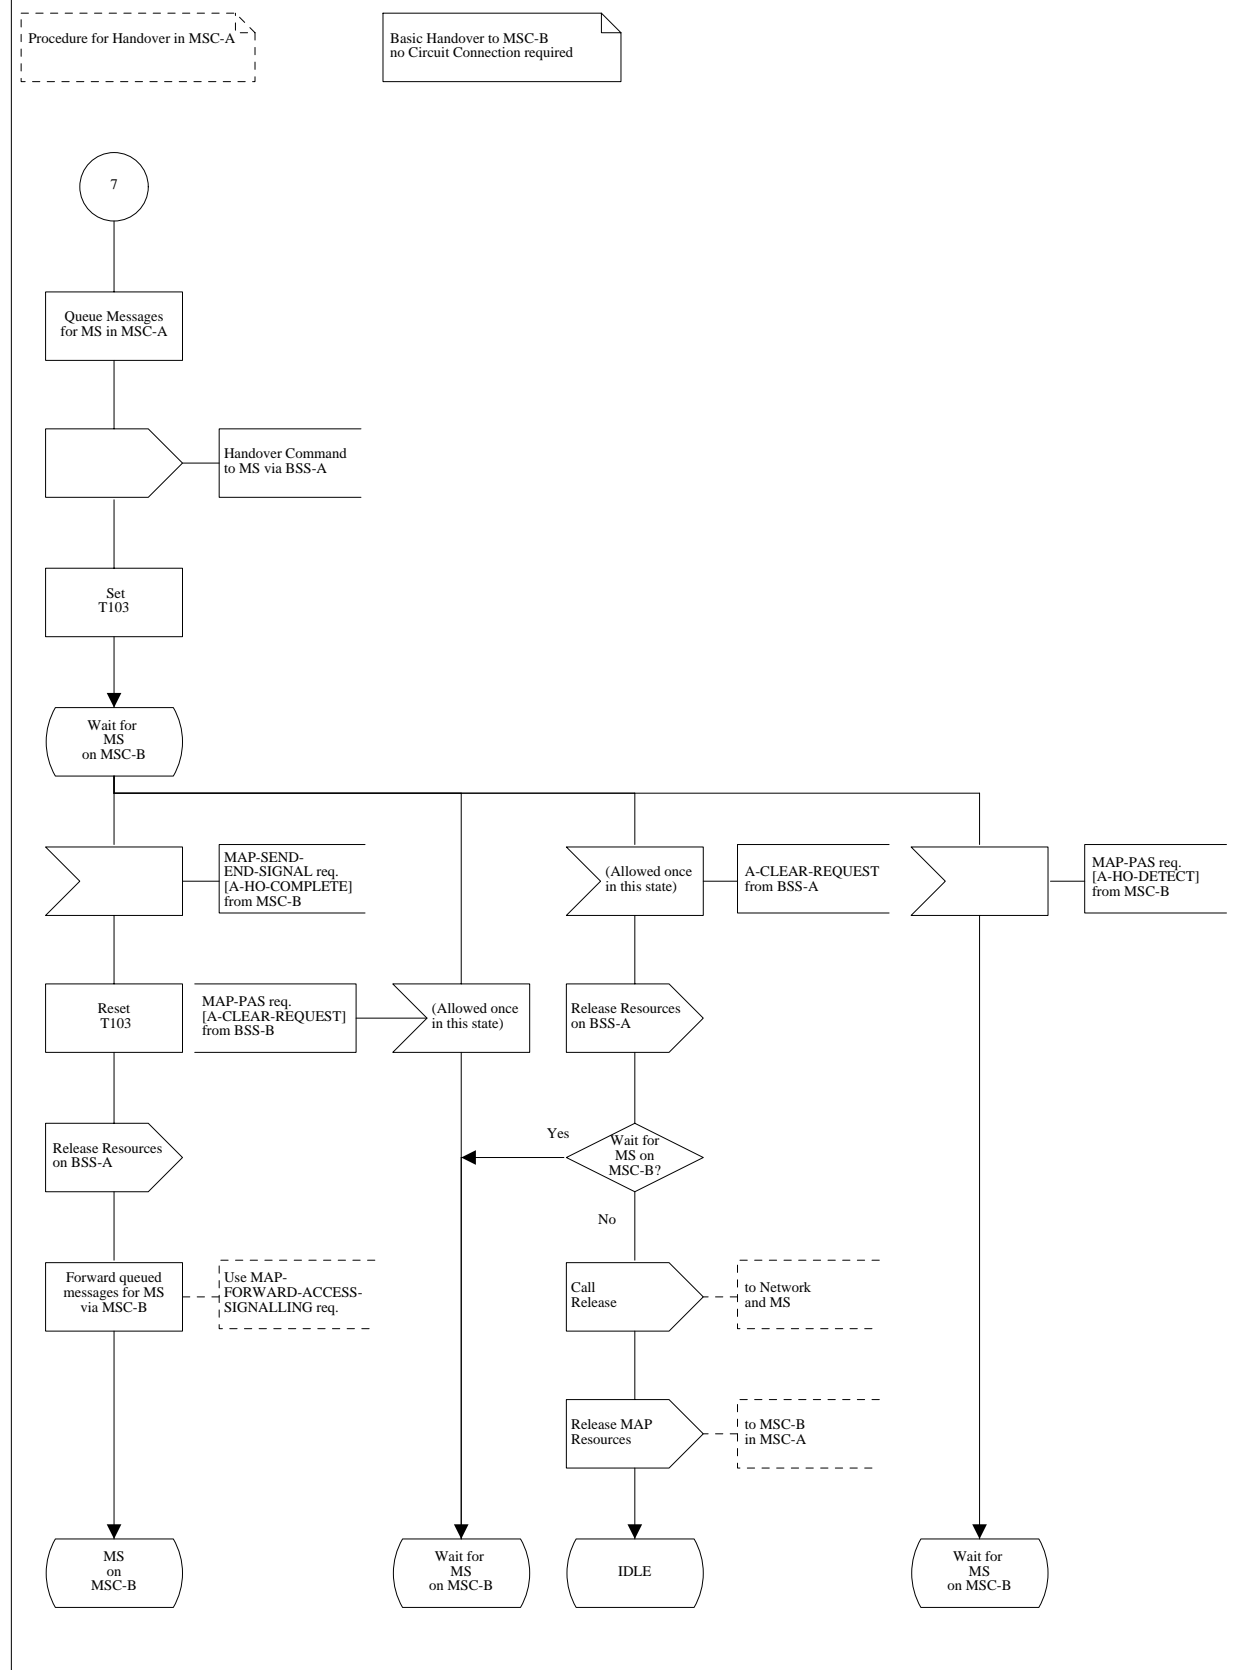 Procedure for Handover in MSC-A
Basic Handover to MSC-B
no Circuit Connection required
7
Queue Messages
for MS in MSC-A
Handover Command
to MS via BSS-A
Set
T103
Wait for
MS
on MSC-B
MAP-SEND-
END-SIGNAL req.
[A-HO-COMPLETE]
from MSC-B
(Allowed once
in this state)
A-CLEAR-REQUEST
from BSS-A
MAP-PAS req.
[A-HO-DETECT]
from MSC-B
Reset
T103
MAP-PAS req.
[A-CLEAR-REQUEST]
from BSS-B
(Allowed once
in this state)
Release Resources
on BSS-A
Release Resources
on BSS-A
Yes
Wait for
MS on
MSC-B?
No
Forward queued
messages for MS
via MSC-B
Use MAP-
FORWARD-ACCESS-
SIGNALLING req.
Call
Release
to Network
and MS
Release MAP
Resources
to MSC-B
in MSC-A
MS
on
MSC-B
Wait for
MS
on MSC-B
IDLE
Wait for
MS
on MSC-B